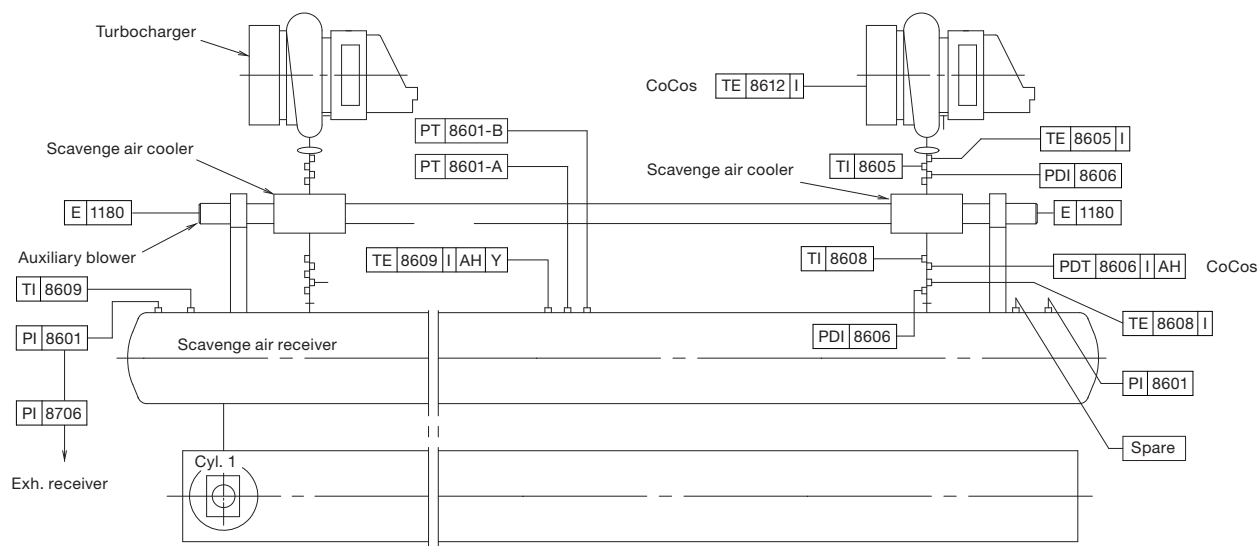 Turbocharger
CoCos TE 8612 I
PT 8601-B
TE 8605 I
Scavenge air cooler
PT 8601-A
Scavenge air cooler
TI 8605
PDI 8606
E 1180
E 1180
Auxiliary blower
TE 8609 I AH Y
TI 8608
PDT 8606 I AH CoCos
TI 8609
PI 8601
Scavenge air receiver
PDI 8606
TE 8608 I
PI 8601
PI 8706
Spare
Cyl. 1
Exh. receiver